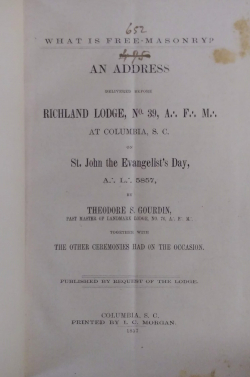 652
WHAT IS FREE-MASONRY?
AN ADDRESS
DELIVERED BEFORE
RICHLAND LODGE, No. 39, A∴ F∴ M∴
AT COLUMBIA, S. C.
ON
St. John the Evangelist's Day,
A∴ L∴ 5857,
BY
THEODORE S. GOURDIN,
PAST MASTER OF LANDMARK LODGE, NO. 76, A∴ F∴ M∴
TOGETHER WITH
THE OTHER CEREMONIES HAD ON THE OCCASION.
PUBLISHED BY REQUEST OF THE LODGE.
COLUMBIA, S. C.
PRINTED BY I. C. MORGAN.